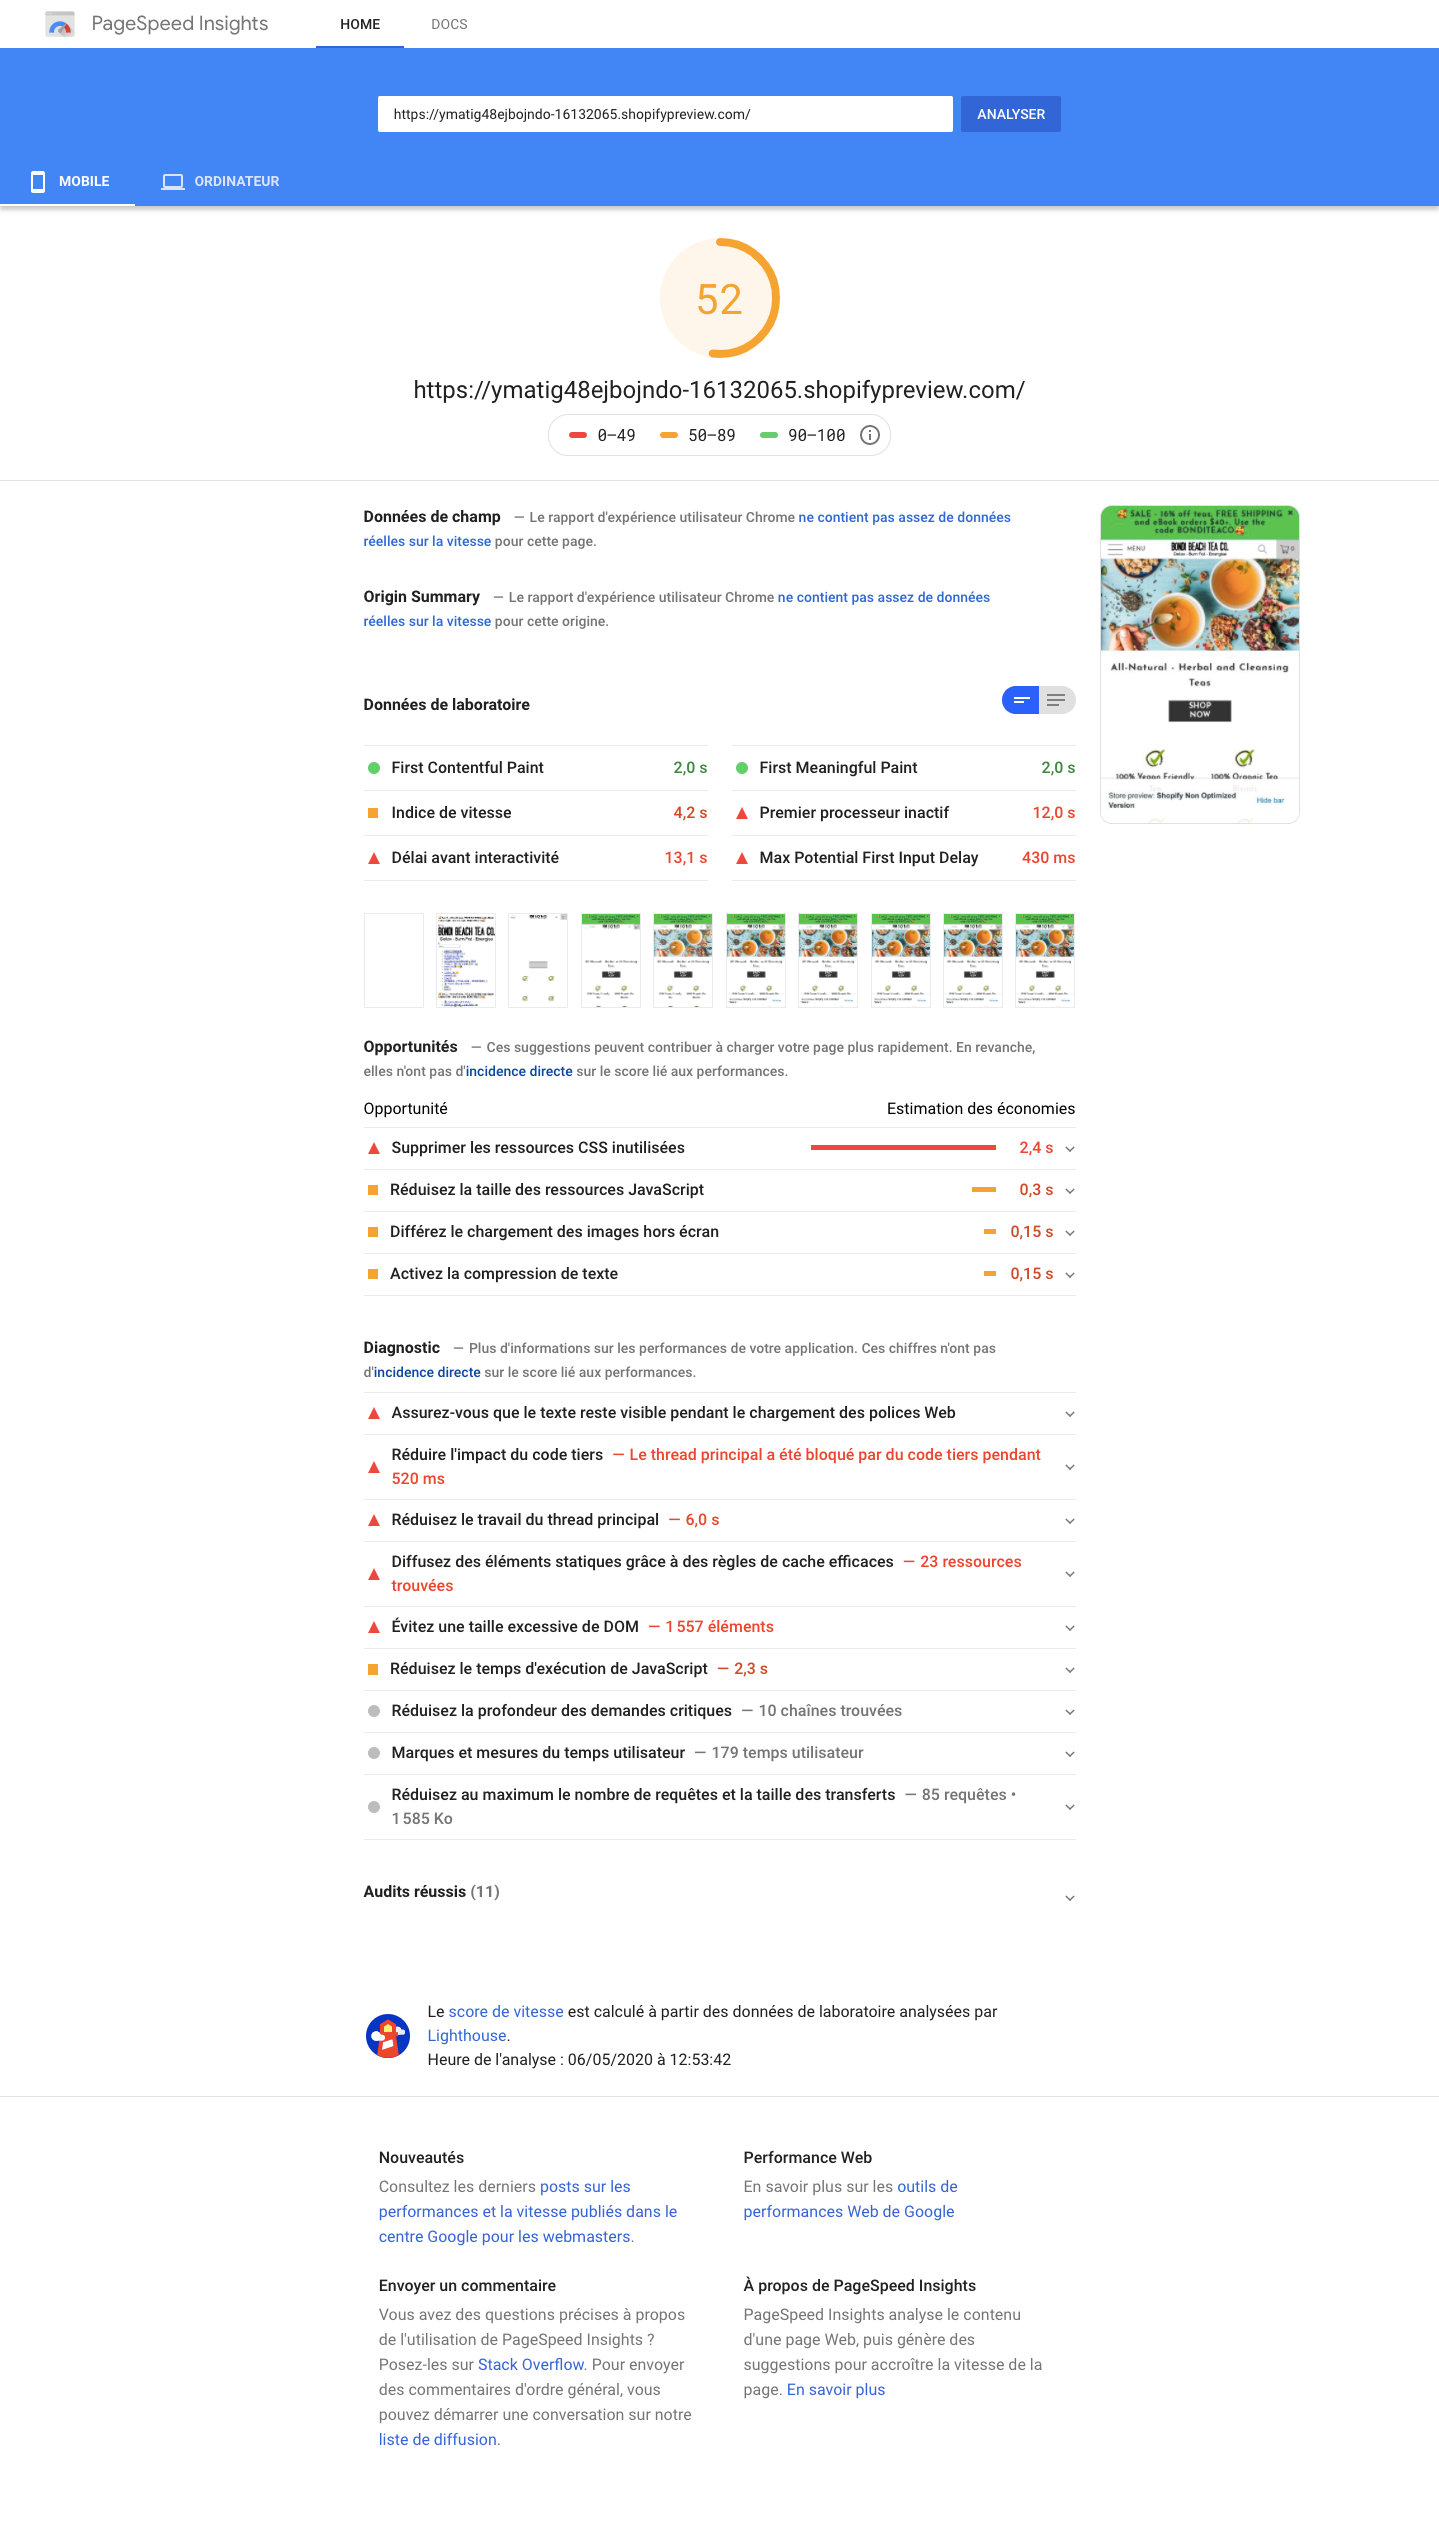 PageSpeed Insights
HOME
DOCS
https://ymatig48ejbojndo-16132065.shopifypreview.com/
ANALYSER
MOBILE
ORDINATEUR
52
https://ymatig48ejbojndo-16132065.shopifypreview.com/
0–49
50–89
90–100
Données de champ — Le rapport d'expérience utilisateur Chrome ne contient pas assez de données
réelles sur la vitesse pour cette page.
Origin Summary — Le rapport d'expérience utilisateur Chrome ne contient pas assez de données
réelles sur la vitesse pour cette origine.
🥰 SALE - 16% off teas, FREE SHIPPING
and eBook orders $40+. Use the
code BONDITEACO🥰
MENU
BONDI BEACH TEA CO.
Detox - Burn Fat - Energise
0
All-Natural - Herbal and Cleansing
Teas
SHOP
NOW
100% Vegan Friendly
100% Organic Tea
Store preview: Shopify Non Optimized
Version
Hide bar
Données de laboratoire
First Contentful Paint
2,0 s
First Meaningful Paint
2,0 s
Indice de vitesse
4,2 s
Premier processeur inactif
12,0 s
Délai avant interactivité
13,1 s
Max Potential First Input Delay
430 ms
BONDI BEACH TEA CO.
Detox - Burn Fat - Energise
Opportunités — Ces suggestions peuvent contribuer à charger votre page plus rapidement. En revanche,
elles n'ont pas d'incidence directe sur le score lié aux performances.
Opportunité
Estimation des économies
Supprimer les ressources CSS inutilisées
2,4 s
Réduisez la taille des ressources JavaScript
0,3 s
Différez le chargement des images hors écran
0,15 s
Activez la compression de texte
0,15 s
Diagnostic — Plus d'informations sur les performances de votre application. Ces chiffres n'ont pas
d'incidence directe sur le score lié aux performances.
Assurez-vous que le texte reste visible pendant le chargement des polices Web
Réduire l'impact du code tiers — Le thread principal a été bloqué par du code tiers pendant
520 ms
Réduisez le travail du thread principal — 6,0 s
Diffusez des éléments statiques grâce à des règles de cache efficaces — 23 ressources
trouvées
Évitez une taille excessive de DOM — 1 557 éléments
Réduisez le temps d'exécution de JavaScript — 2,3 s
Réduisez la profondeur des demandes critiques — 10 chaînes trouvées
Marques et mesures du temps utilisateur — 179 temps utilisateur
Réduisez au maximum le nombre de requêtes et la taille des transferts — 85 requêtes •
1 585 Ko
Audits réussis (11)
Le score de vitesse est calculé à partir des données de laboratoire analysées par
Lighthouse.
Heure de l'analyse : 06/05/2020 à 12:53:42
Nouveautés
Consultez les derniers posts sur les
performances et la vitesse publiés dans le
centre Google pour les webmasters.
Performance Web
En savoir plus sur les outils de
performances Web de Google
Envoyer un commentaire
Vous avez des questions précises à propos
de l'utilisation de PageSpeed Insights ?
Posez-les sur Stack Overflow. Pour envoyer
des commentaires d'ordre général, vous
pouvez démarrer une conversation sur notre
liste de diffusion.
À propos de PageSpeed Insights
PageSpeed Insights analyse le contenu
d'une page Web, puis génère des
suggestions pour accroître la vitesse de la
page. En savoir plus